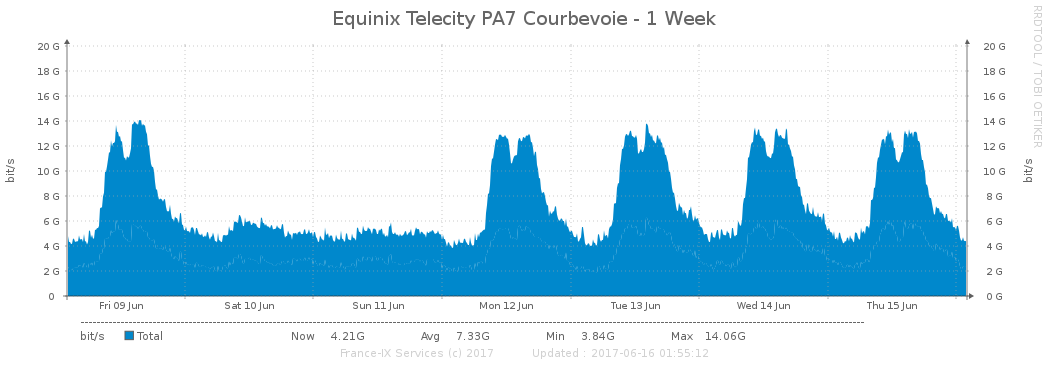 Equinix Telecity PA7 Courbevoie - 1 Week
RRDTOOL / TOBI OETIKER
bit/s
20 G 20 G
18 G 18 G
16 G 16 G
14 G 14 G
12 G 12 G
10 G 10 G
8 G 8 G
6 G 6 G
4 G 4 G
2 G 2 G
0 0 G
bit/s
Fri 09 Jun Sat 10 Jun Sun 11 Jun Mon 12 Jun Tue 13 Jun Wed 14 Jun Thu 15 Jun
bit/s Total Now 4.21G Avg 7.33G Min 3.84G Max 14.06G
France-IX Services (c) 2017 Updated : 2017-06-16 01:55:12